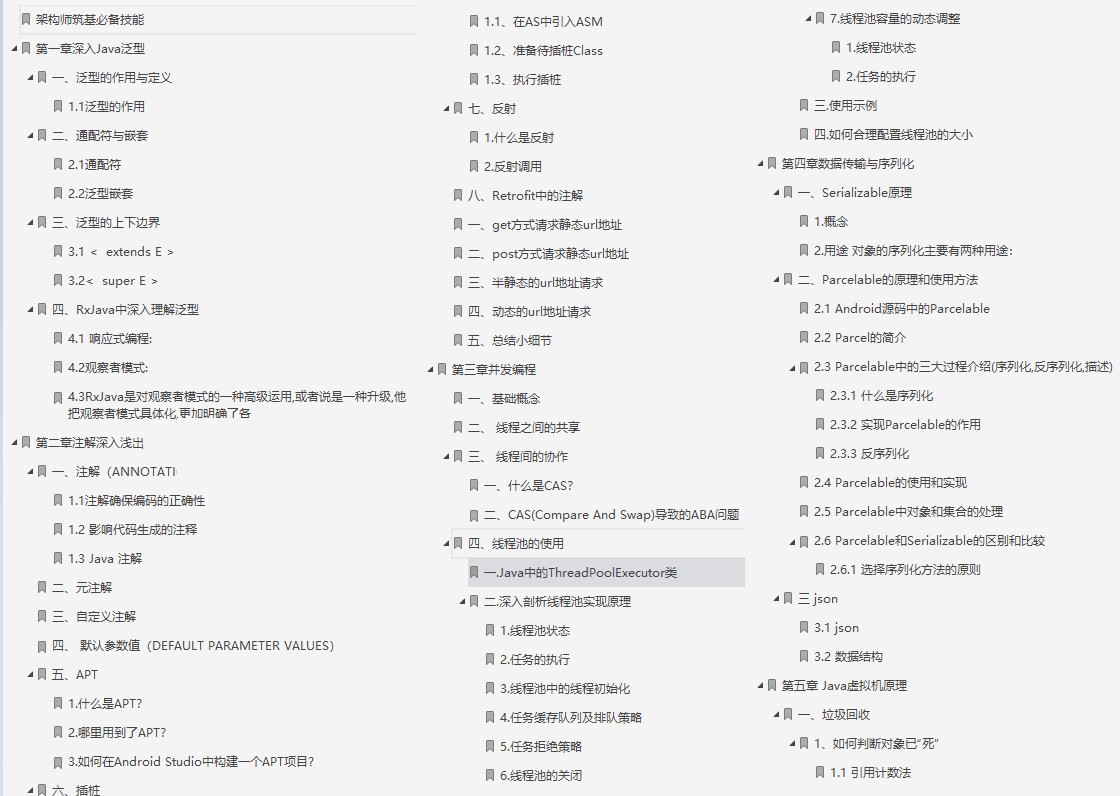 架构师筑基必备技能
第一章深入Java泛型
一、泛型的作用与定义
1.1泛型的作用
二、通配符与嵌套
2.1通配符
2.2泛型嵌套
三、泛型的上下边界
3.1 <  extends E >
3.2<  super E >
四、RxJava中深入理解泛型
4.1 响应式编程:
4.2观察者模式:
4.3RxJava是对观察者模式的一种高级运用,或者说是一种升级,他
把观察者模式具体化,更加明确了各
第二章注解深入浅出
一、注解（ANNOTATI
1.1注解确保编码的正确性
1.2 影响代码生成的注释
1.3 Java 注解
二、元注解
三、自定义注解
四、 默认参数值（DEFAULT PARAMETER VALUES）
五、APT
1.什么是APT?
2.哪里用到了APT?
3.如何在Android Studio中构建一个APT项目?
六、插桩
1.1、在AS中引入ASM
1.2、准备待插桩Class
1.3、执行插桩
七、反射
1.什么是反射
2.反射调用
八、Retrofit中的注解
一、get方式请求静态url地址
二、post方式请求静态url地址
三、半静态的url地址请求
四、动态的url地址请求
五、总结小细节
第三章并发编程
一、基础概念
二、 线程之间的共享
三、 线程间的协作
一、什么是CAS?
二、CAS(Compare And Swap)导致的ABA问题
四、线程池的使用
一.Java中的ThreadPoolExecutor类
二.深入剖析线程池实现原理
1.线程池状态
2.任务的执行
3.线程池中的线程初始化
4.任务缓存队列及排队策略
5.任务拒绝策略
6.线程池的关闭
7.线程池容量的动态调整
1.线程池状态
2.任务的执行
三.使用示例
四.如何合理配置线程池的大小
第四章数据传输与序列化
一、Serializable原理
1.概念
2.用途 对象的序列化主要有两种用途:
二、Parcelable的原理和使用方法
2.1 Android源码中的Parcelable
2.2 Parcel的简介
2.3 Parcelable中的三大过程介绍(序列化,反序列化,描述)
2.3.1 什么是序列化
2.3.2 实现Parcelable的作用
2.3.3 反序列化
2.4 Parcelable的使用和实现
2.5 Parcelable中对象和集合的处理
2.6 Parcelable和Serializable的区别和比较
2.6.1 选择序列化方法的原则
三 json
3.1 json
3.2 数据结构
第五章 Java虚拟机原理
一、垃圾回收
1、如何判断对象已“死”
1.1 引用计数法